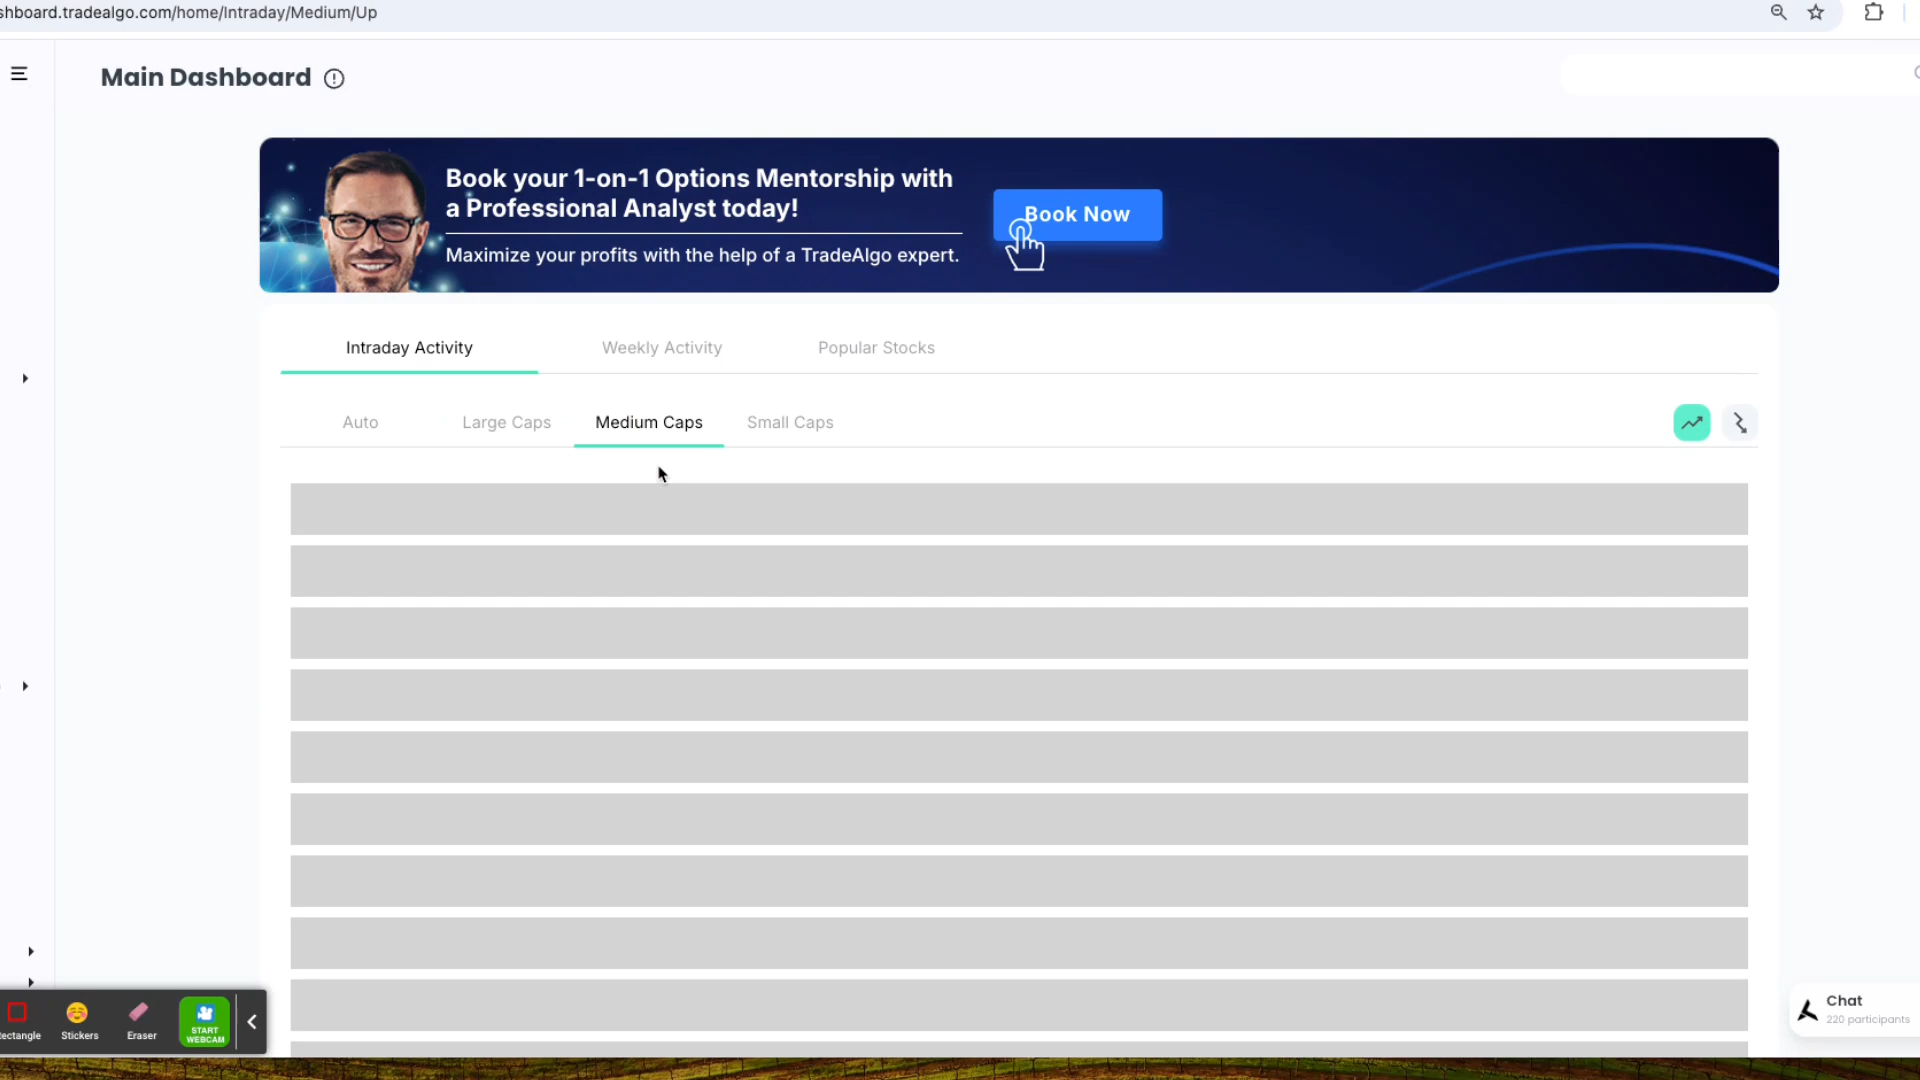 shboard.tradealgo.com/home/Intraday/Medium/Up
Main Dashboard
Book your 1-on-1 Options Mentorship with
a Professional Analyst today!
Maximize your profits with the help of a TradeAlgo expert.
Book Now
Intraday Activity
Weekly Activity
Popular Stocks
Auto
Large Caps
Medium Caps
Small Caps
ectangle
Stickers
Eraser
START
WEBCAM
Chat
220 participants